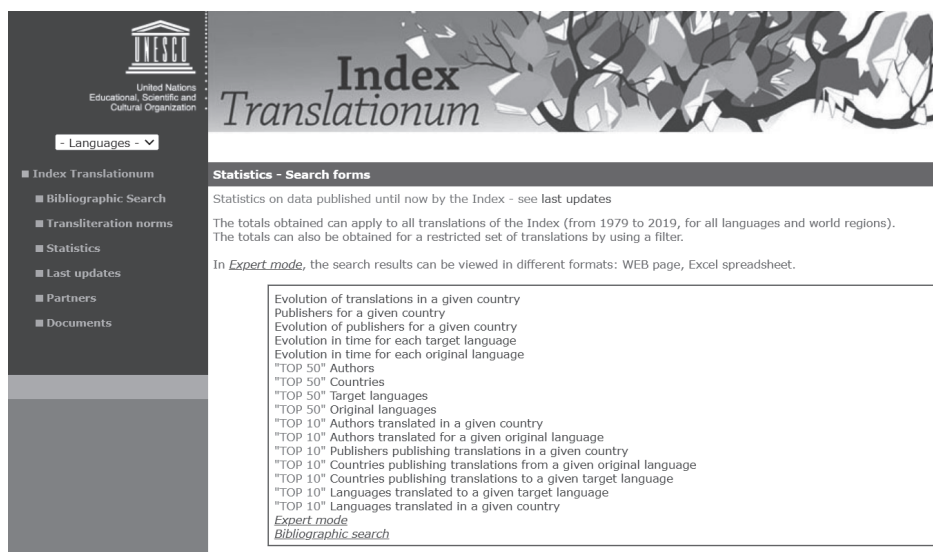 UNESCO
United Nations
Educational, Scientific and
Cultural Organization
Index
Translationum
- Languages -
Index Translationum
Bibliographic Search
Transliteration norms
Statistics
Last updates
Partners
Documents
Statistics - Search forms
Statistics on data published until now by the Index - see last updates
The totals obtained can apply to all translations of the Index (from 1979 to 2019, for all languages and world regions).
The totals can also be obtained for a restricted set of translations by using a filter.
In Expert mode, the search results can be viewed in different formats: WEB page, Excel spreadsheet.
Evolution of translations in a given country
Publishers for a given country
Evolution of publishers for a given country
Evolution in time for each target language
Evolution in time for each original language
"TOP 50" Authors
"TOP 50" Countries
"TOP 50" Target languages
"TOP 50" Original languages
"TOP 10" Authors translated in a given country
"TOP 10" Authors translated for a given original language
"TOP 10" Publishers publishing translations in a given country
"TOP 10" Countries publishing translations from a given original language
"TOP 10" Countries publishing translations to a given target language
"TOP 10" Languages translated to a given target language
"TOP 10" Languages translated in a given country
Expert mode
Bibliographic search